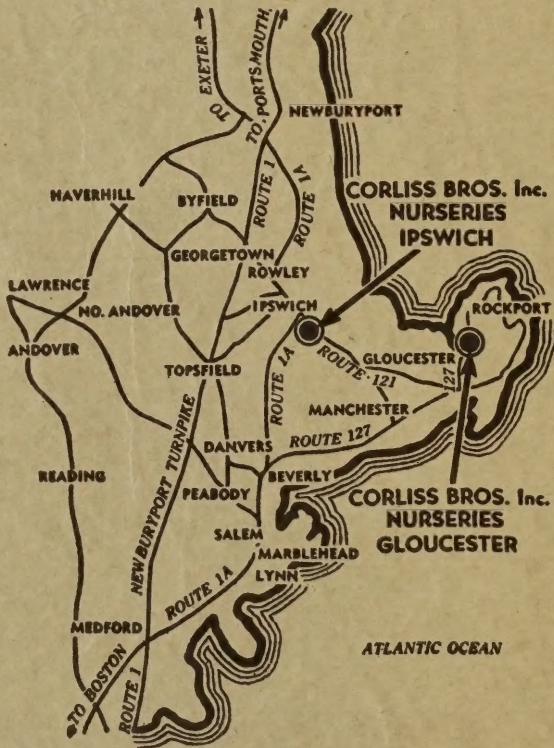 TO EXETER
TO PORTSMOUTH
NEWBURYPORT
ROUTE 1
ROUTE 1A
HAVERHILL
BYFIELD
CORLISS BROS. Inc.
NURSERIES
IPSWICH
GEORGETOWN
ROWLEY
LAWRENCE
NO. ANDOVER
IPSWICH
ROCKPORT
ANDOVER
TOPSFIELD
ROUTE 1A
ROUTE·121
GLOUCESTER
127
MANCHESTER
NEWBURYPORT TURNPIKE
DANVERS
ROUTE 127
READING
PEABODY
BEVERLY
CORLISS BROS. Inc.
NURSERIES
GLOUCESTER
SALEM
MARBLEHEAD
LYNN
ROUTE 1A
MEDFORD
ATLANTIC OCEAN
TO BOSTON
ROUTE 1